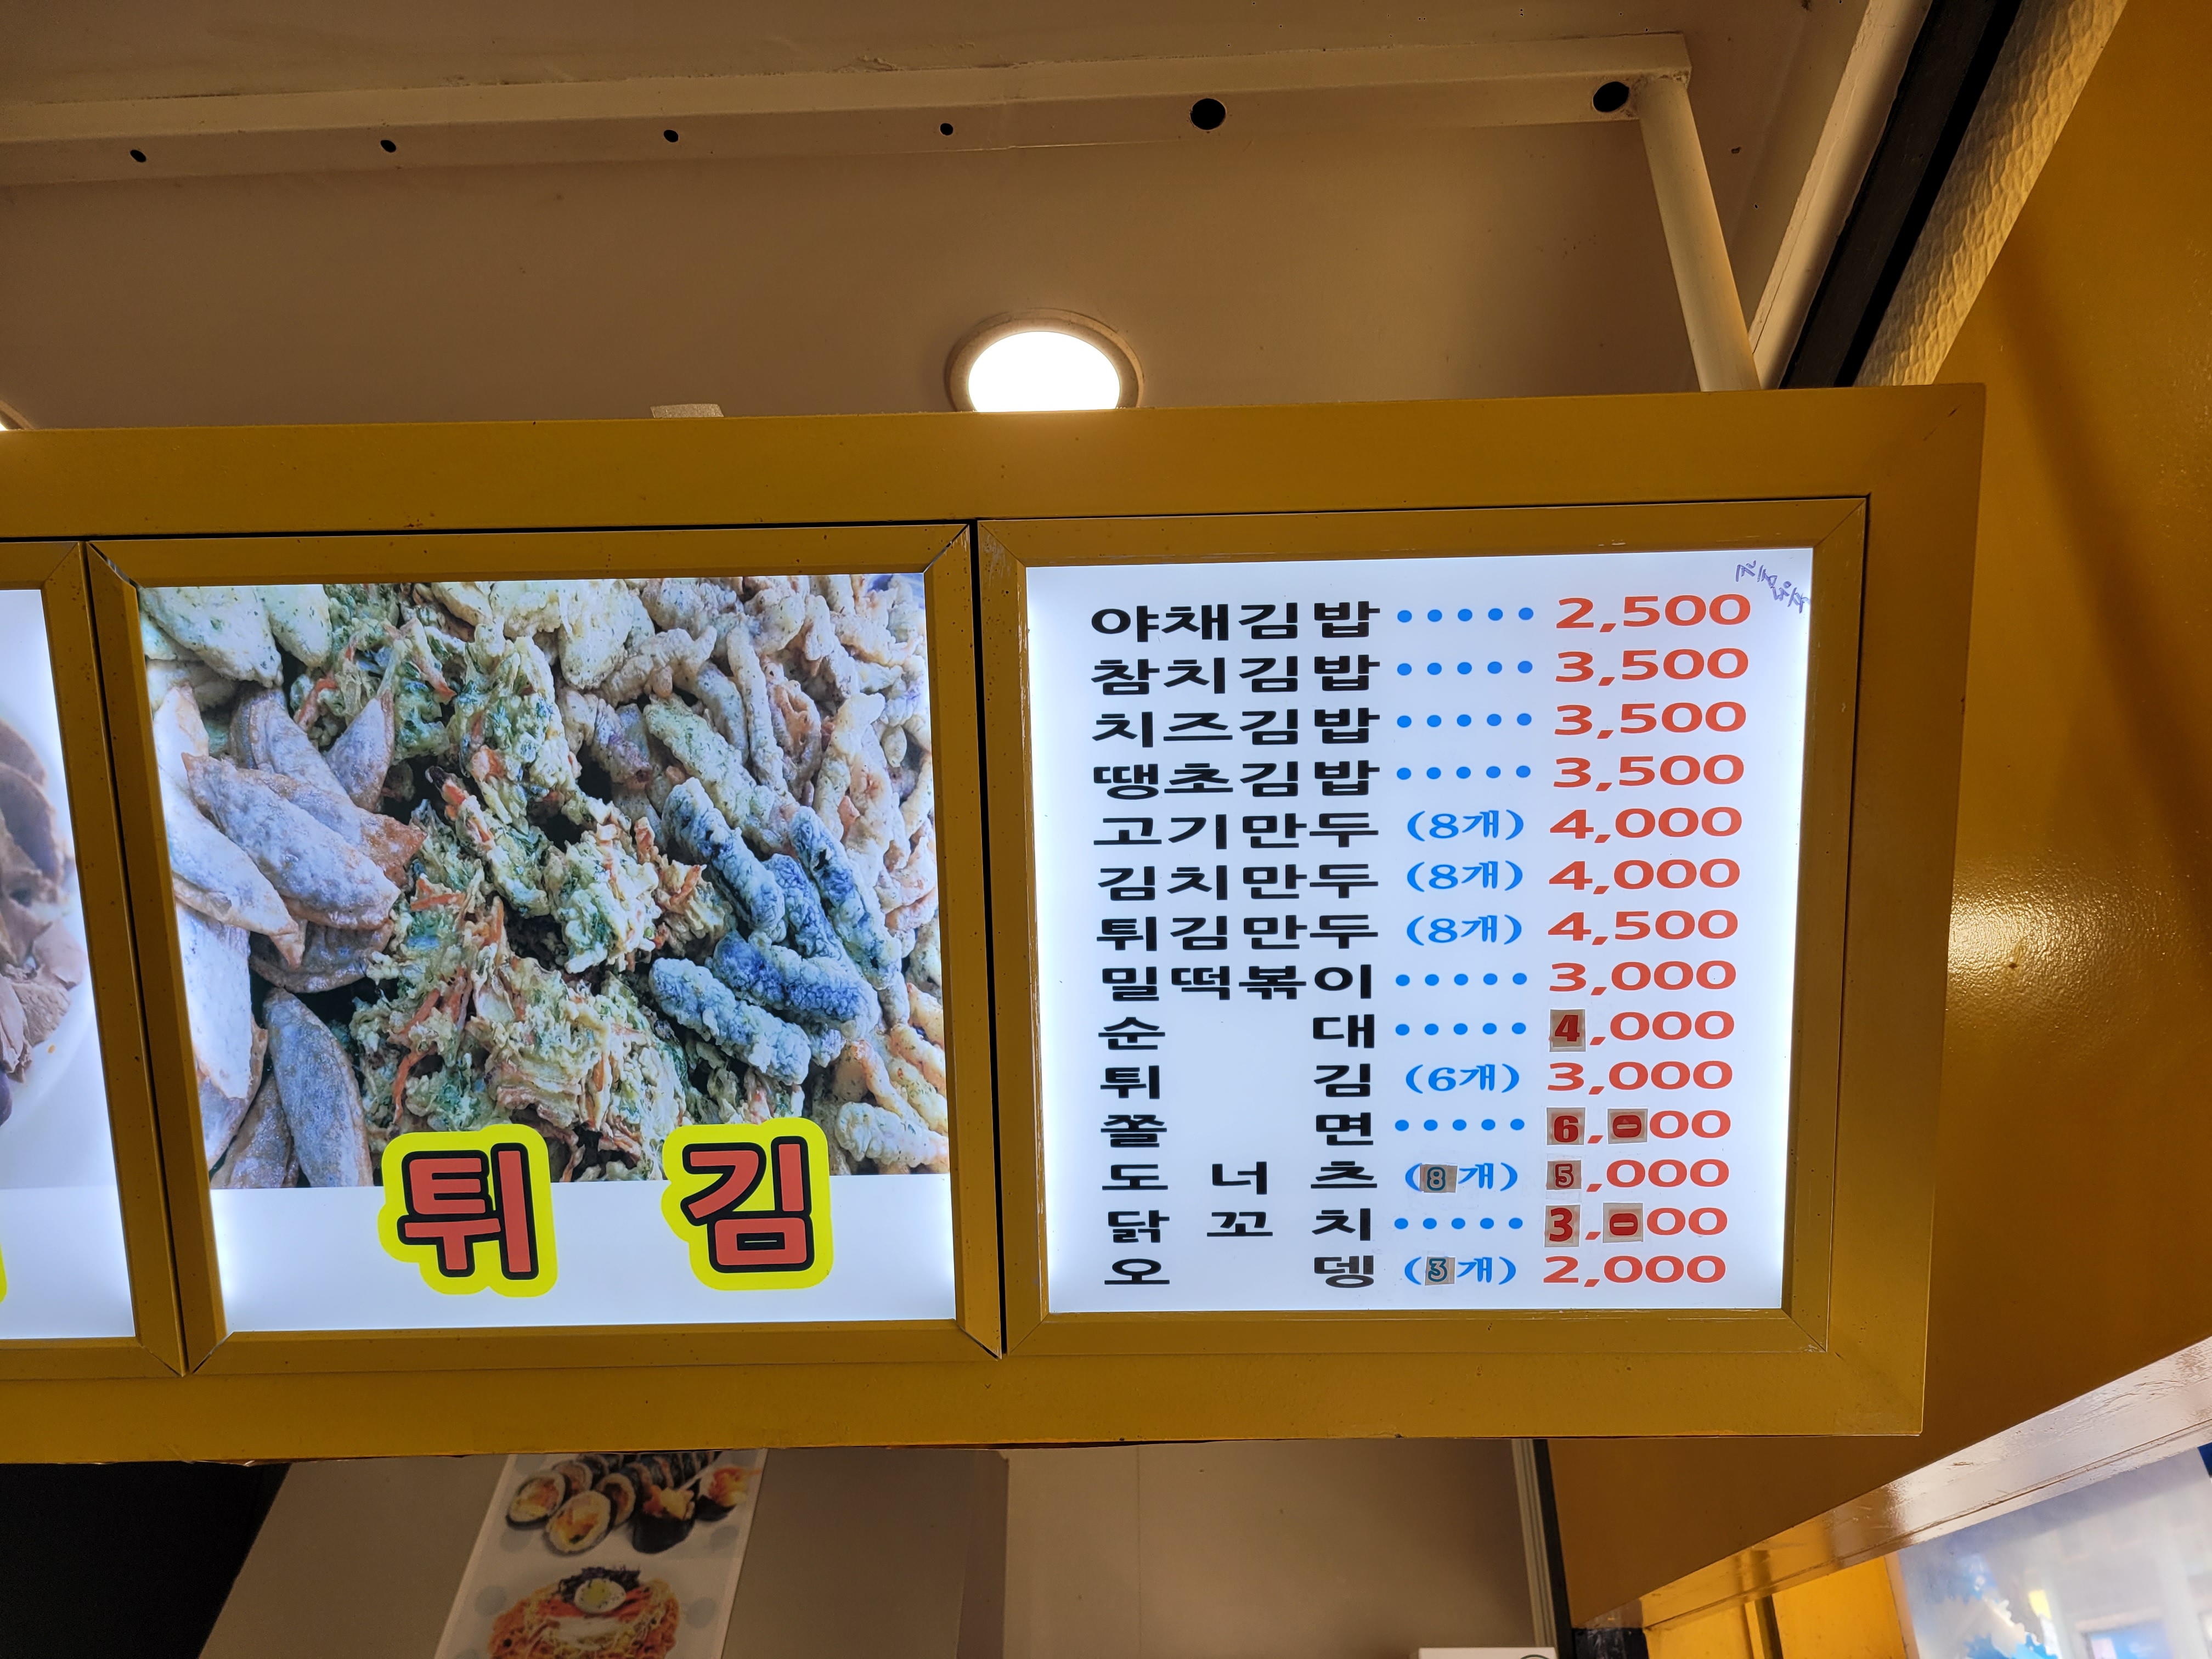 튀김
야채김밥 ····· 2,500
참치김밥 ····· 3,500
치즈김밥 ····· 3,500
땡초김밥 ····· 3,500
고기만두 (8개) 4,000
김치만두 (8개) 4,000
튀김만두 (8개) 4,500
밀떡볶이 ····· 3,000
순대 ····· 4,000
튀김 (6개) 3,000
쫄면 ····· 6,000
도너츠 (8개) 5,000
닭꼬치 ····· 3,000
오뎅 (3개) 2,000